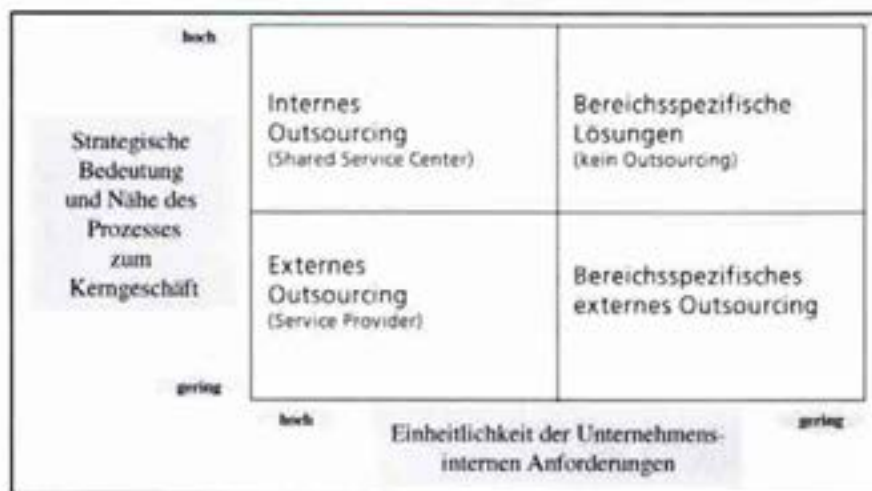 hoch
Strategische
Bedeutung
und Nähe des
Prozesses
zum
Kerngeschäft
gering
Internes
Outsourcing
(Shared Service Center)
Bereichsspezifische
Lösungen
(kein Outsourcing)
Externes
Outsourcing
(Service Provider)
Bereichsspezifisches
externes Outsourcing
hoch
gering
Einheitlichkeit der Unternehmens-
internen Anforderungen